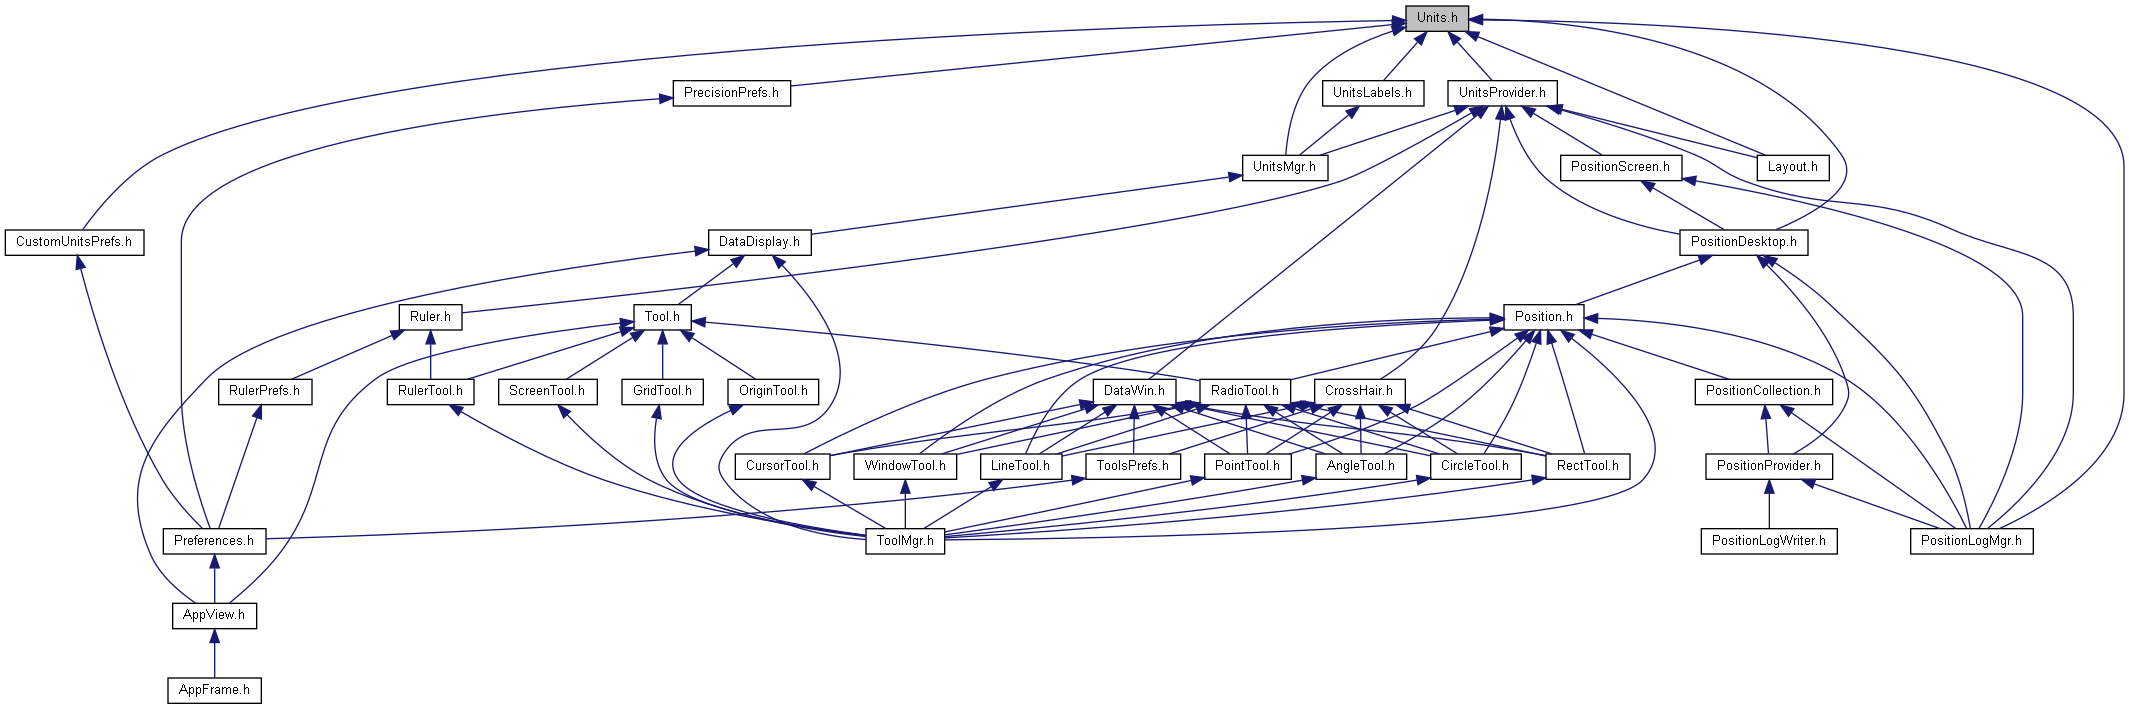 Units.h
PrecisionPrefs.h
UnitsLabels.h
UnitsProvider.h
UnitsMgr.h
PositionScreen.h
Layout.h
CustomUnitsPrefs.h
DataDisplay.h
PositionDesktop.h
Ruler.h
Tool.h
Position.h
RulerPrefs.h
RulerTool.h
ScreenTool.h
GridTool.h
OriginTool.h
DataWin.h
RadioTool.h
CrossHair.h
PositionCollection.h
CursorTool.h
WindowTool.h
LineTool.h
ToolsPrefs.h
PointTool.h
AngleTool.h
CircleTool.h
RectTool.h
PositionProvider.h
Preferences.h
ToolMgr.h
PositionLogWriter.h
PositionLogMgr.h
AppView.h
AppFrame.h